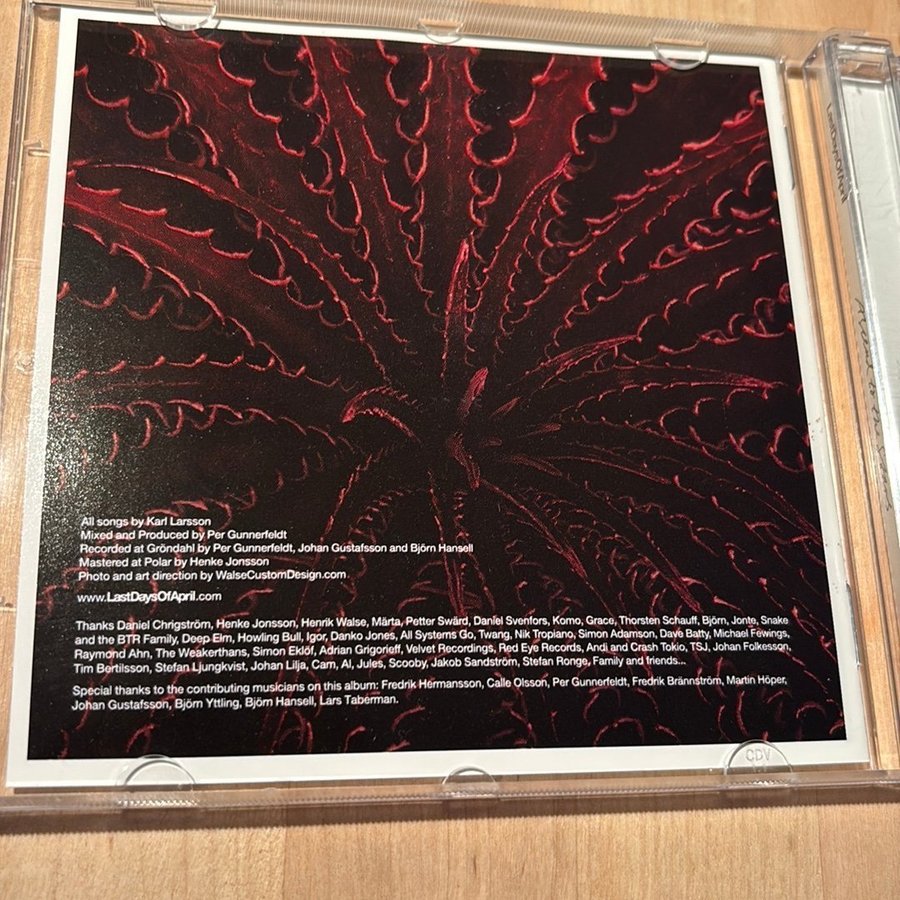 All songs by Karl Larsson
Mixed and Produced by Per Gunnerfeldt
Recorded at Gröndahl by Per Gunnerfeldt, Johan Gustafsson and Björn Hansell
Mastered at Polar by Henke Jonsson
Photo and art direction by WalseCustomDesign.com
www.LastDaysOfApril.com
Thanks Daniel Chrigström, Henke Jonsson, Henrik Walse, Märta, Petter Swärd, Daniel Svenfors, Komo, Grace, Thorsten Schauff, Björn, Jonte, Snake
and the BTR Family, Deep Elm, Howling Bull, Igor, Danko Jones, All Systems Go, Twang, Nik Tropiano, Simon Adamson, Dave Batty, Michael Fewings,
Raymond Ahn, The Weakerthans, Simon Eklöf, Adrian Grigorieff, Velvet Recordings, Red Eye Records, Andi and Crash Tokio, TSJ, Johan Folkesson,
Tim Bertilsson, Stefan Ljungkvist, Johan Lilja, Cam, Al, Jules, Scooby, Jakob Sandström, Stefan Ronge, Family and friends...
Special thanks to the contributing musicians on this album: Fredrik Hermansson, Calle Olsson, Per Gunnerfeldt, Fredrik Brännström, Martin Höper,
Johan Gustafsson, Björn Yttling, Björn Hansell, Lars Taberman.
CDV
LastDaysOfApril